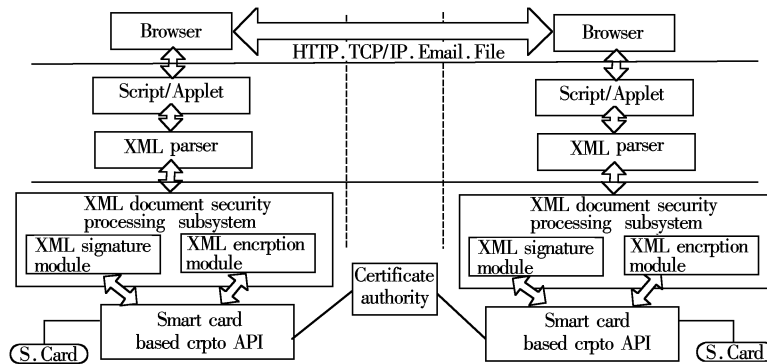 Browser
Browser
HTTP.TCP/IP.Email.File
Script/Applet
Script/Applet
XML parser
XML parser
XML document security
processing subsystem
XML document security
processing subsystem
XML signature
module
XML encrption
module
XML signature
module
XML encrption
module
Certificate
authority
Smart card
based crpto API
Smart card
based crpto API
S.Card
S.Card